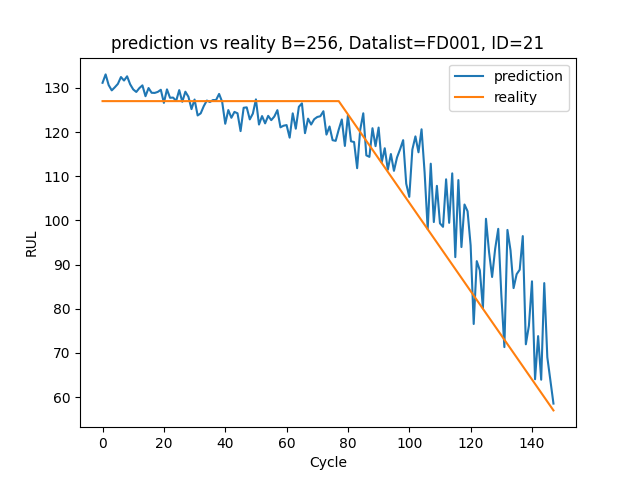 prediction vs reality B=256, Datalist=FD001, ID=21
prediction
reality
RUL
130
120
110
100
90
80
70
60
0 20 40 60 80 100 120 140
Cycle